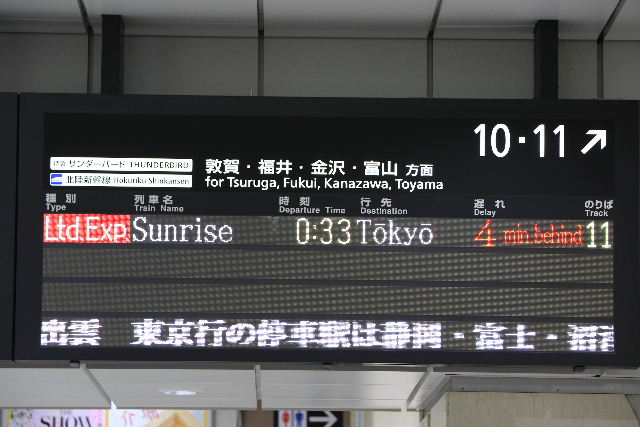 10・11↗
特急 サンダーバード THUNDERBIRD
北陸新幹線 Hokuriku Shinkansen
敦賀・福井・金沢・富山 方面
for Tsuruga, Fukui, Kanazawa, Toyama
種別 列車名 時刻 行先 遅れ のりば
Type Train Name Departure Time Destination Delay Track
Ltd.Exp. Sunrise 0:33 Tōkyō 4 min.behind 11
出雲 東京行の停車駅は静岡・富士・沼
THE SHOW